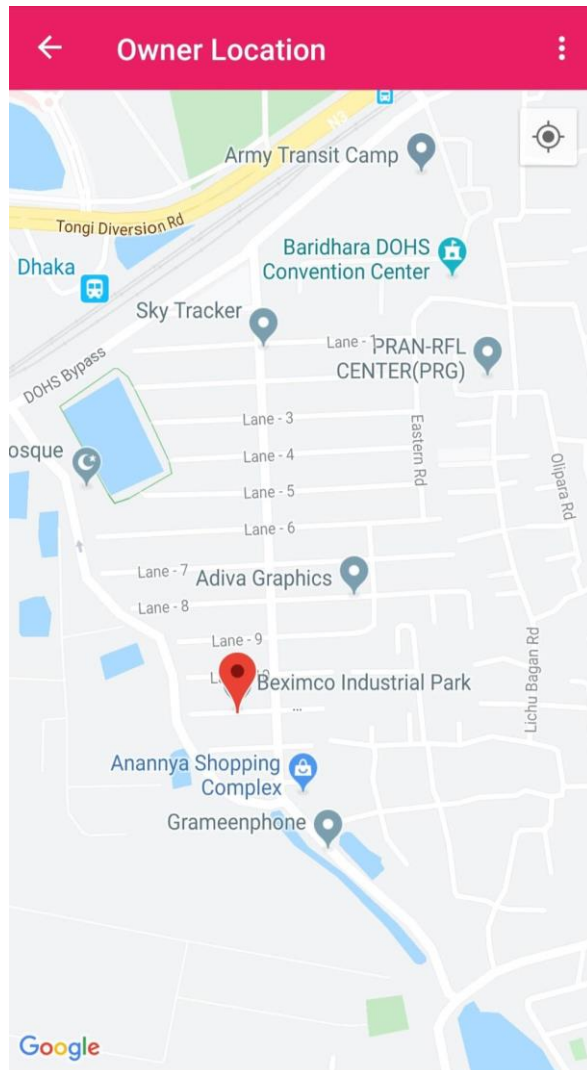 Owner Location
N3
Army Transit Camp
Tongi Diversion Rd
Baridhara DOHS
Convention Center
Dhaka
Sky Tracker
Lane - 1
PRAN-RFL
CENTER(PRG)
DOHS Bypass
Lane - 3
Eastern Rd
osque
Lane - 4
Olipara Rd
Lane - 5
Lane - 6
Lane - 7
Adiva Graphics
Lane - 8
Lane - 9
Lichu Bagan Rd
Beximco Industrial Park
...
Anannya Shopping
Complex
Grameenphone
Google